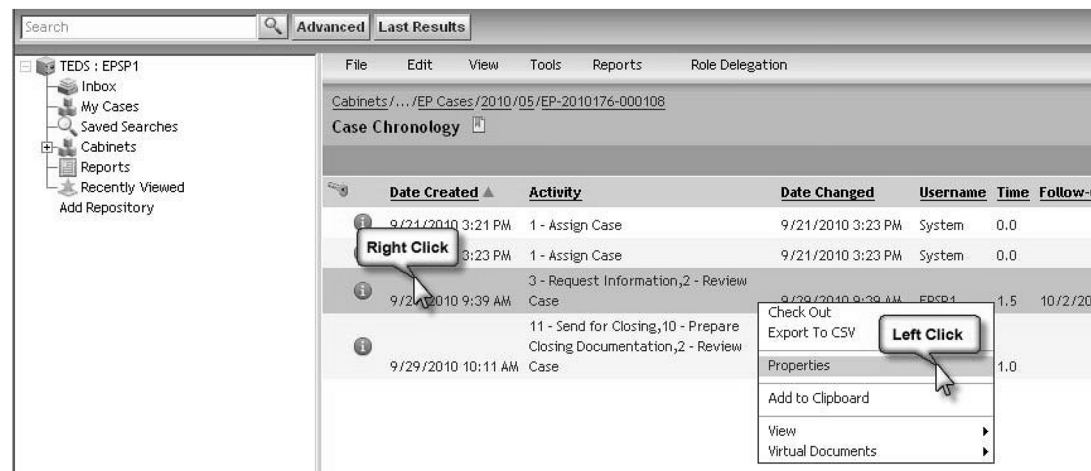 Search
Advanced Last Results
TEDS : EPSP1
Inbox
My Cases
Saved Searches
Cabinets
Reports
Recently Viewed
Add Repository
File Edit View Tools Reports Role Delegation
Cabinets/.../EP Cases/2010/05/EP-2010176-000108
Case Chronology
Date Created Activity Date Changed Username Time Follow-
9/21/2010 3:21 PM 1 - Assign Case 9/21/2010 3:23 PM System 0.0
Right Click
3:23 PM 1 - Assign Case 9/21/2010 3:23 PM System 0.0
3 - Request Information,2 - Review
9:39 AM Case 9/29/2010 9:39 AM EPSP1 1.5 10/2/20
11 - Send for Closing,10 - Prepare
Closing Documentation,2 - Review
9/29/2010 10:11 AM Case 1.0
Check Out
Export To CSV
Left Click
Properties
Add to Clipboard
View
Virtual Documents